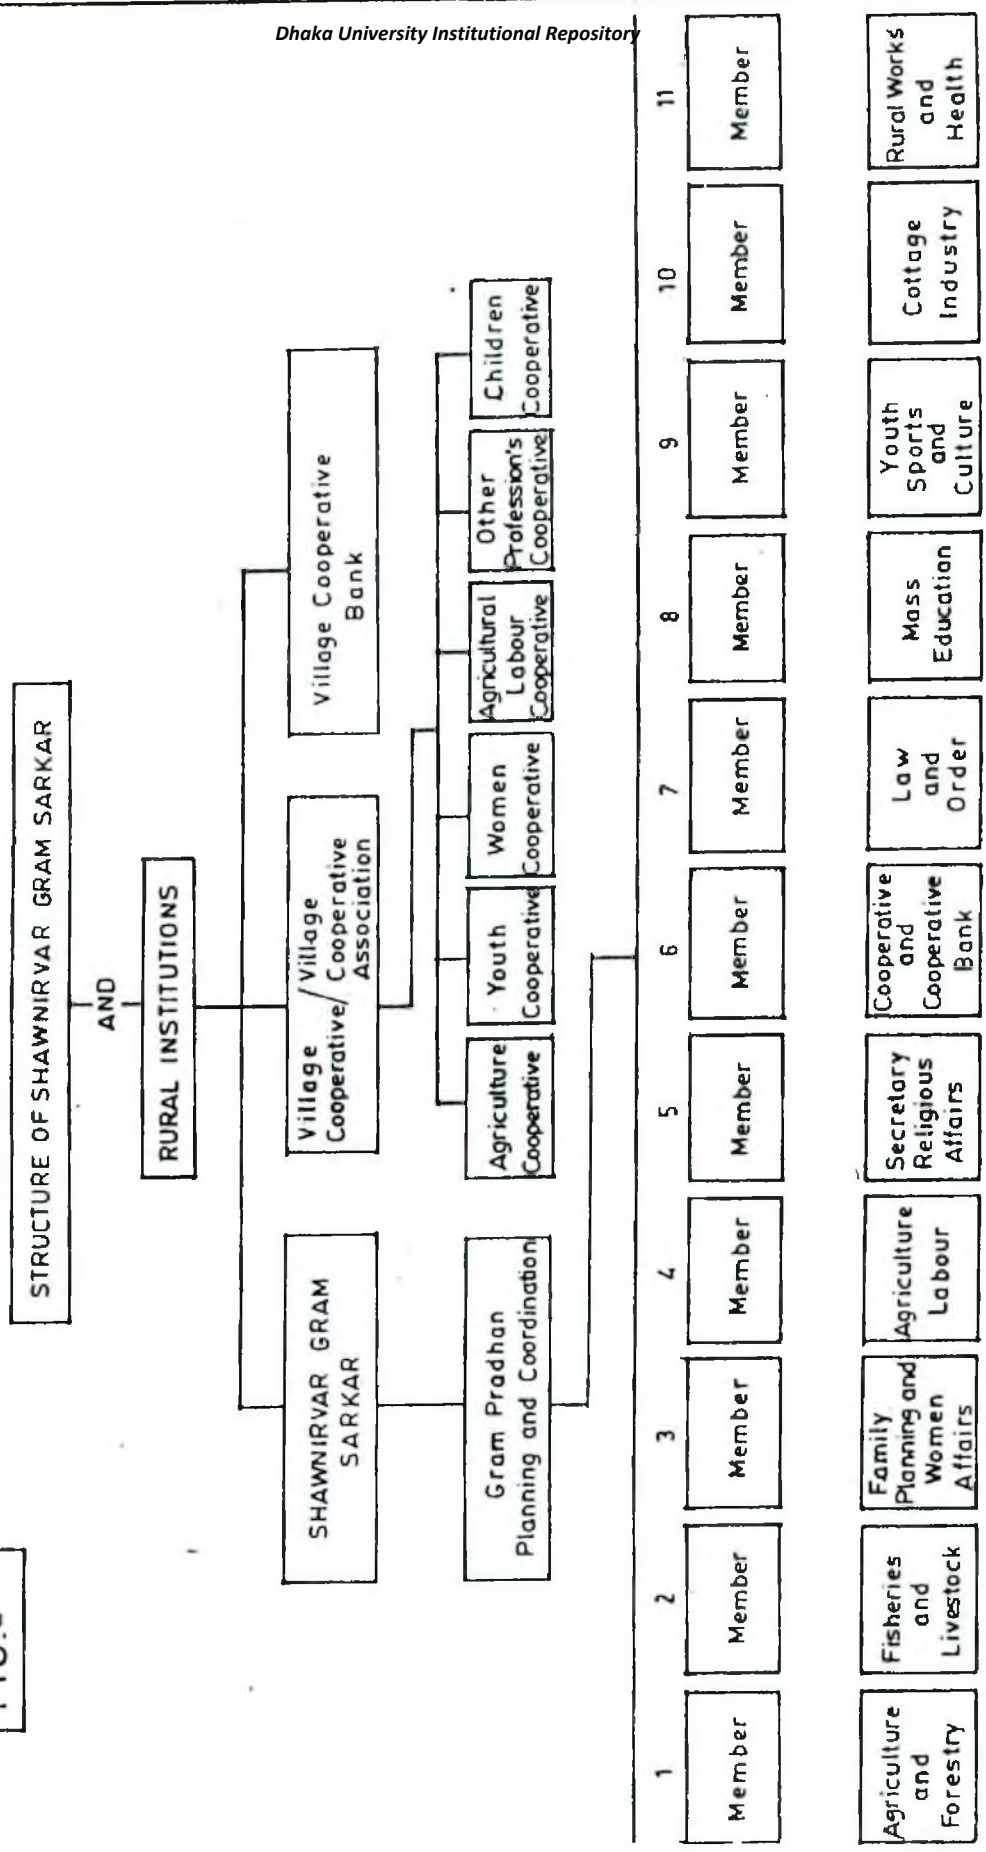 Dhaka University Institutional Repository
STRUCTURE OF SHAWNIRVAR GRAM SARKAR
AND
RURAL INSTITUTIONS
SHAWNIRVAR GRAM
SARKAR
Village
Cooperative/
Village
Cooperative
Association
Village Cooperative
Bank
Gram Pradhan
Planning and Coordination
Agriculture
Cooperative
Youth
Cooperative
Women
Cooperative
Agricultural
Labour
Cooperative
Other
Profession's
Cooperative
Children
Cooperative
1 2 3 4 5 6 7 8 9 10 11
Member Member Member Member Member Member Member Member Member Member Member
Agriculture
and
Forestry
Fisheries
and
Livestock
Family
Planning and
Women
Affairs
Agriculture
Labour
Secretary
Religious
Affairs
Cooperative
and
Cooperative
Bank
Law
and
Order
Mass
Education
Youth
Sports
and
Culture
Cottage
Industry
Rural Works
and
Health